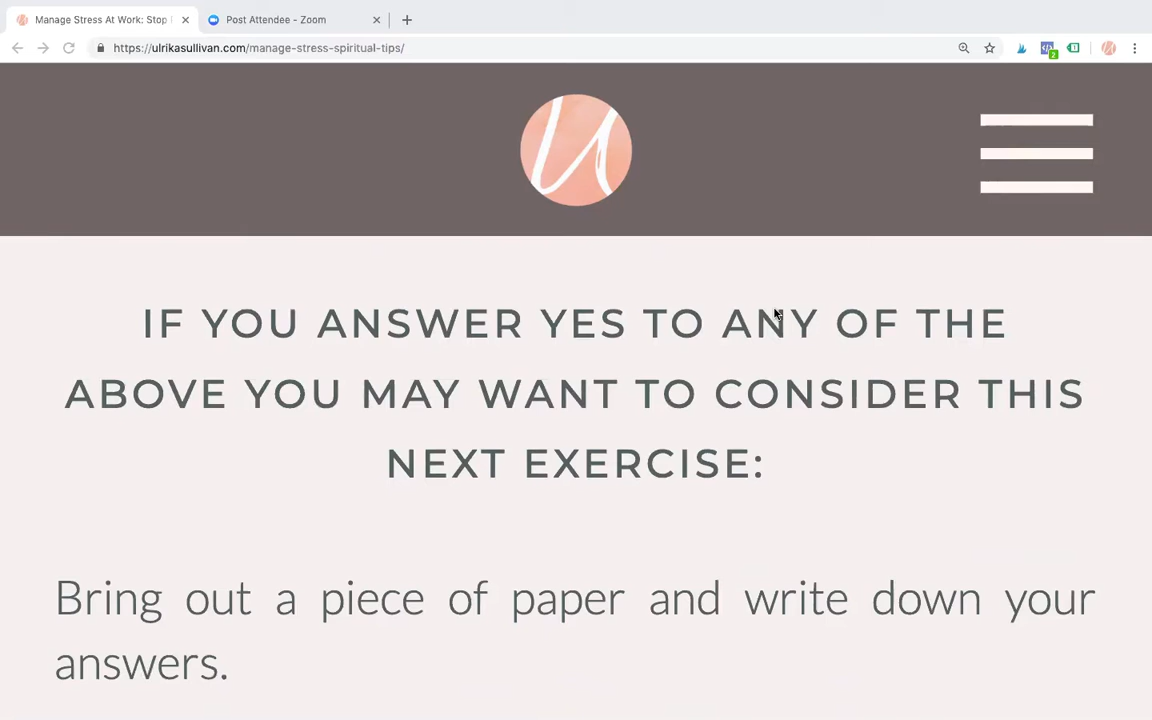 Manage Stress At Work: Stop
Post Attendee - Zoom
https://ulrikasullivan.com/manage-stress-spiritual-tips/
2
U
IF YOU ANSWER YES TO ANY OF THE
ABOVE YOU MAY WANT TO CONSIDER THIS
NEXT EXERCISE:
Bring out a piece of paper and write down your
answers.